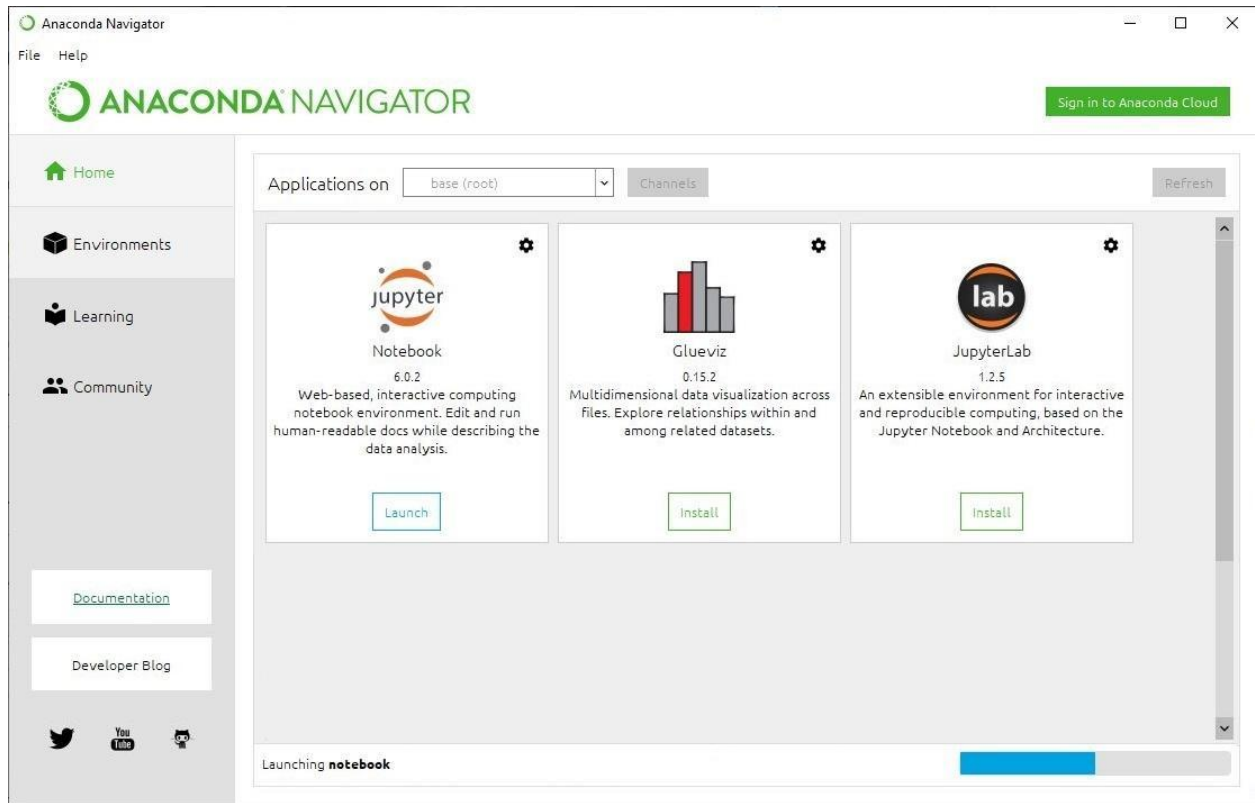 Anaconda Navigator
File Help
ANACONDA NAVIGATOR
Sign in to Anaconda Cloud
Home
Environments
Learning
Community
Documentation
Developer Blog
You
Tube
Applications on base (root) Channels Refresh
jupyter
Notebook
6.0.2
Web-based, interactive computing
notebook environment. Edit and run
human-readable docs while describing the
data analysis.
Launch
Glueviz
0.15.2
Multidimensional data visualization across
files. Explore relationships within and
among related datasets.
Install
lab
JupyterLab
1.2.5
An extensible environment for interactive
and reproducible computing, based on the
Jupyter Notebook and Architecture.
Install
Launching notebook